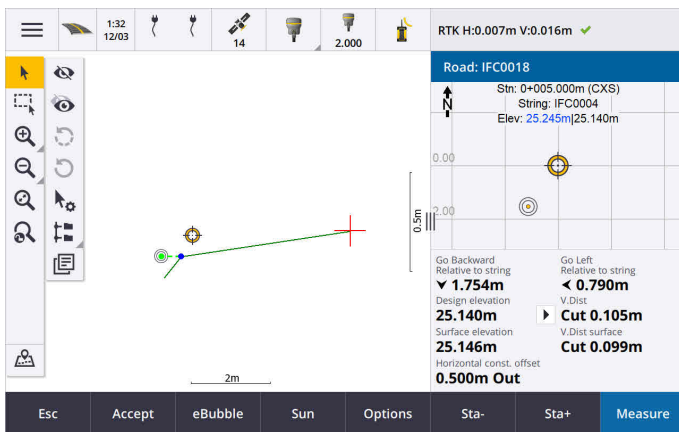 1:32
12/03
14
2.000
RTK H:0.007m V:0.016m
Road: IFC0018
Stn: 0+005.000m (CXS)
N
String: IFC0004
Elev: 25.245m|25.140m
0.00
2.00
0.5m
2m
Go Backward
Relative to string
1.754m
Go Left
Relative to string
0.790m
Design elevation
25.140m
V.Dist
Cut 0.105m
Surface elevation
25.146m
V.Dist surface
Cut 0.099m
Horizontal const. offset
0.500m Out
Esc Accept eBubble Sun Options Sta- Sta+ Measure